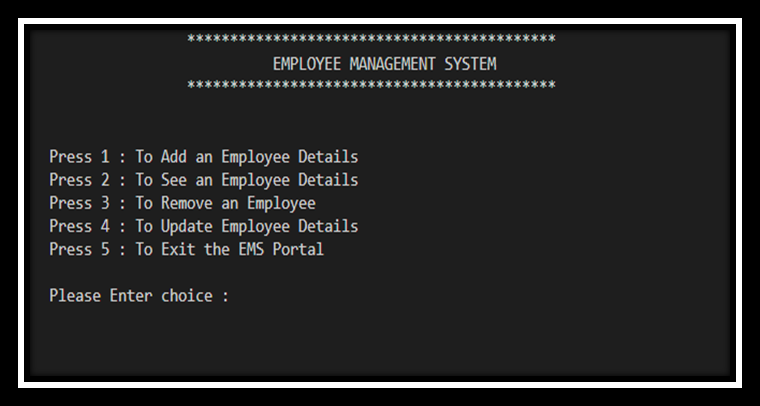 *******************************************
EMPLOYEE MANAGEMENT SYSTEM
*******************************************
Press 1 : To Add an Employee Details
Press 2 : To See an Employee Details
Press 3 : To Remove an Employee
Press 4 : To Update Employee Details
Press 5 : To Exit the EMS Portal
Please Enter choice :